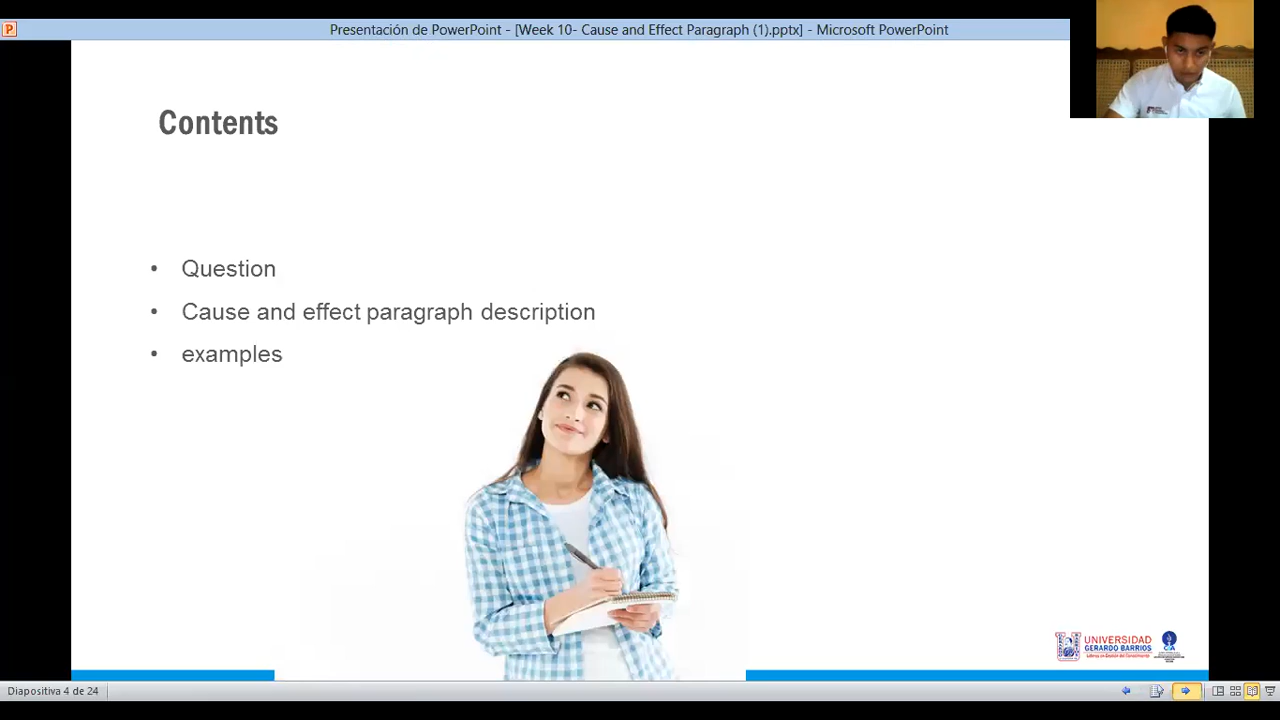 Presentación de PowerPoint - [Week 10- Cause and Effect Paragraph (1).pptx] - Microsoft PowerPoint
Contents
• Question
• Cause and effect paragraph description
• examples
UNIVERSIDAD
GERARDO BARRIOS
Diapositiva 4 de 24